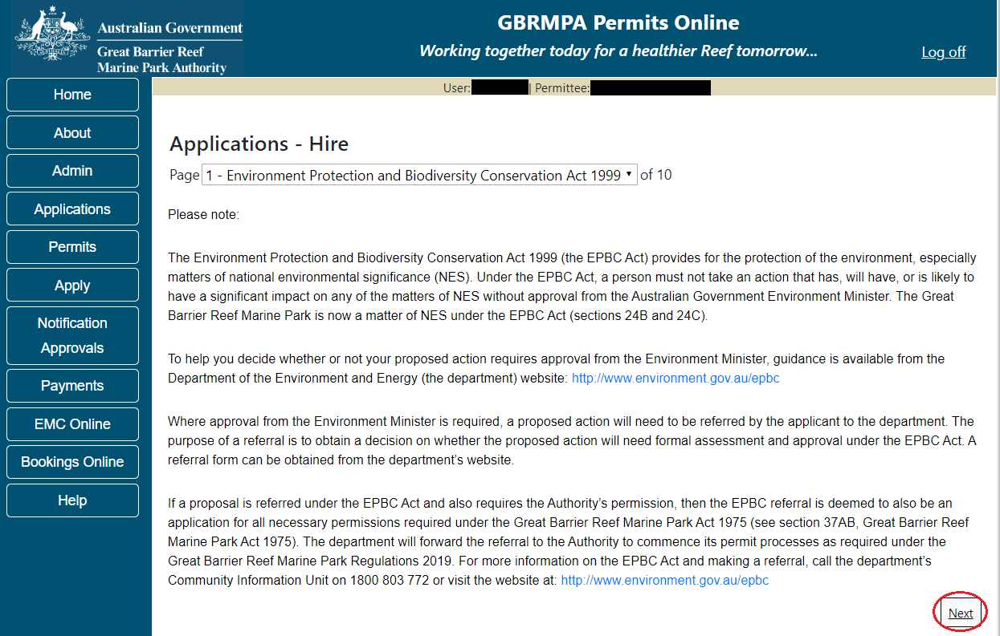 Australian Government
Great Barrier Reef
Marine Park Authority
GBRMPA Permits Online
Working together today for a healthier Reef tomorrow...
Log off
Home
About
Admin
Applications
Permits
Apply
Notification
Approvals
Payments
EMC Online
Bookings Online
Help
User: | Permittee:
Applications - Hire
Page 1 - Environment Protection and Biodiversity Conservation Act 1999 of 10
Please note:
The Environment Protection and Biodiversity Conservation Act 1999 (the EPBC Act) provides for the protection of the environment, especially
matters of national environmental significance (NES). Under the EPBC Act, a person must not take an action that has, will have, or is likely to
have a significant impact on any of the matters of NES without approval from the Australian Government Environment Minister. The Great
Barrier Reef Marine Park is now a matter of NES under the EPBC Act (sections 24B and 24C).
To help you decide whether or not your proposed action requires approval from the Environment Minister, guidance is available from the
Department of the Environment and Energy (the department) website: http://www.environment.gov.au/epbc
Where approval from the Environment Minister is required, a proposed action will need to be referred by the applicant to the department. The
purpose of a referral is to obtain a decision on whether the proposed action will need formal assessment and approval under the EPBC Act. A
referral form can be obtained from the department’s website.
If a proposal is referred under the EPBC Act and also requires the Authority’s permission, then the EPBC referral is deemed to also be an
application for all necessary permissions required under the Great Barrier Reef Marine Park Act 1975 (see section 37AB, Great Barrier Reef
Marine Park Act 1975). The department will forward the referral to the Authority to commence its permit processes as required under the
Great Barrier Reef Marine Park Regulations 2019. For more information on the EPBC Act and making a referral, call the department’s
Community Information Unit on 1800 803 772 or visit the website at: http://www.environment.gov.au/epbc
Next